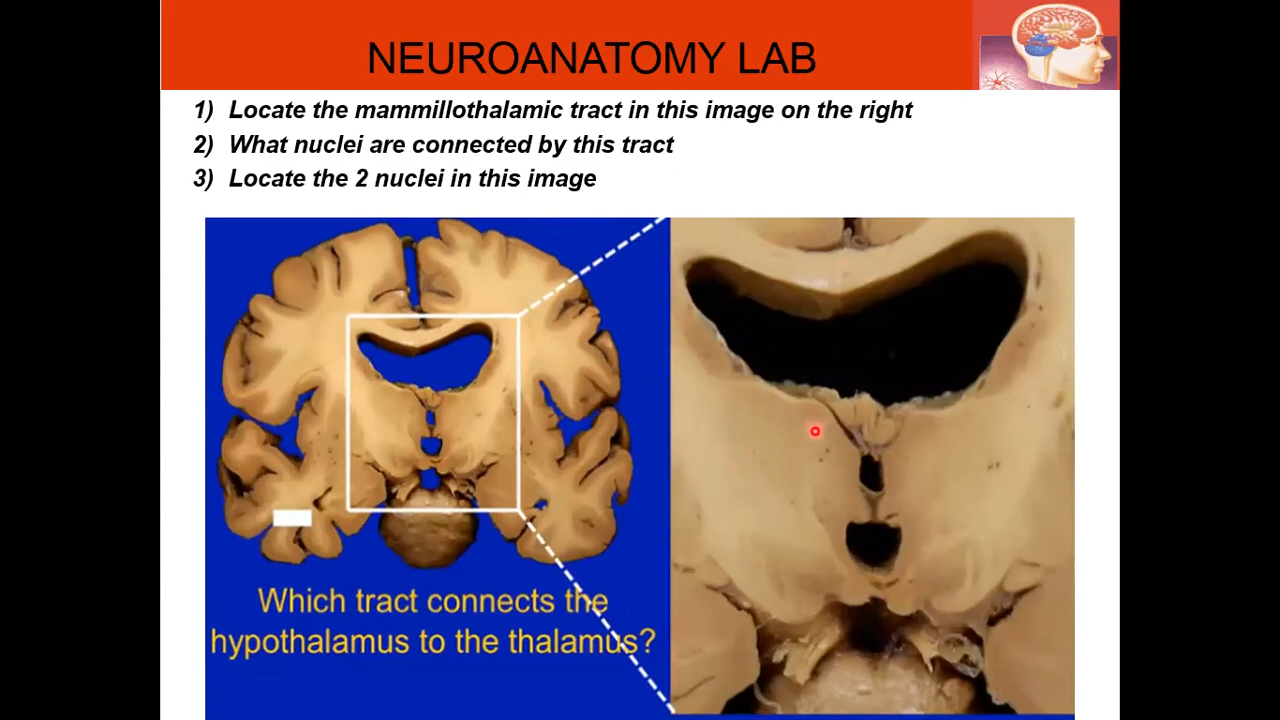 NEUROANATOMY LAB
1) Locate the mammillothalamic tract in this image on the right
2) What nuclei are connected by this tract
3) Locate the 2 nuclei in this image
Which tract connects the
hypothalamus to the thalamus?